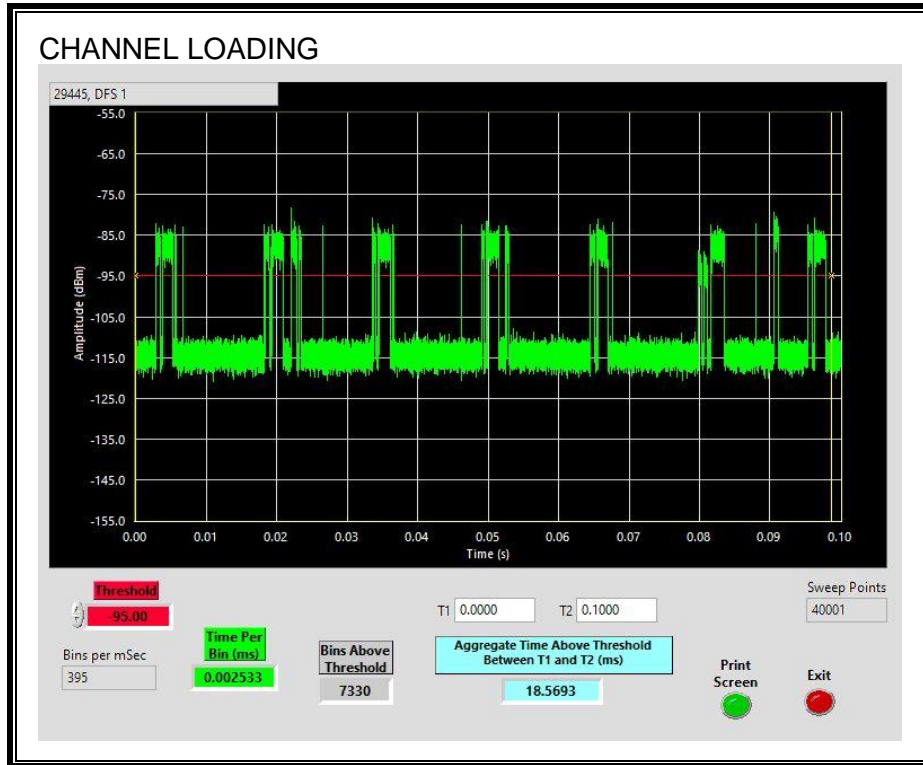 CHANNEL LOADING
29445, DFS 1
Amplitude (dBm)
-55.0
-65.0
-75.0
-85.0
-95.0
-105.0
-115.0
-125.0
-135.0
-145.0
-155.0
0.00 0.01 0.02 0.03 0.04 0.05 0.06 0.07 0.08 0.09 0.10
Time (s)
Threshold
-95.00
Bins per mSec
395
Time Per
Bin (ms)
0.002533
Bins Above
Threshold
7330
T1 0.0000 T2 0.1000
Aggregate Time Above Threshold
Between T1 and T2 (ms)
18.5693
Sweep Points
40001
Print
Screen
Exit